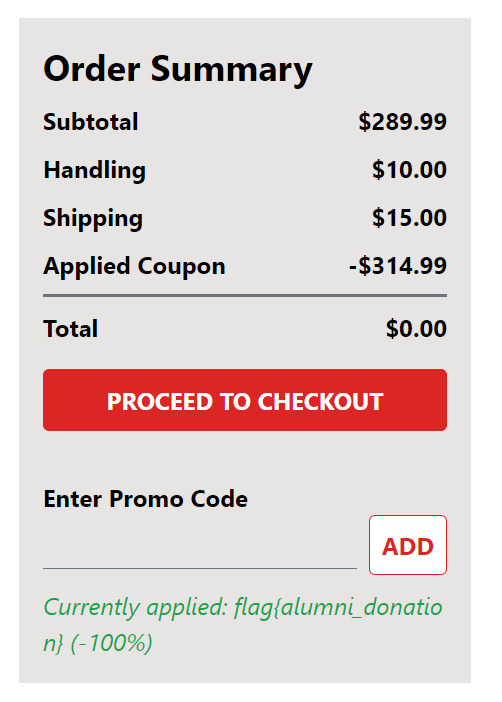 Order Summary
Subtotal $289.99
Handling $10.00
Shipping $15.00
Applied Coupon -$314.99
Total $0.00
PROCEED TO CHECKOUT
Enter Promo Code
ADD
Currently applied: flag{alumni_donatio
n} (-100%)